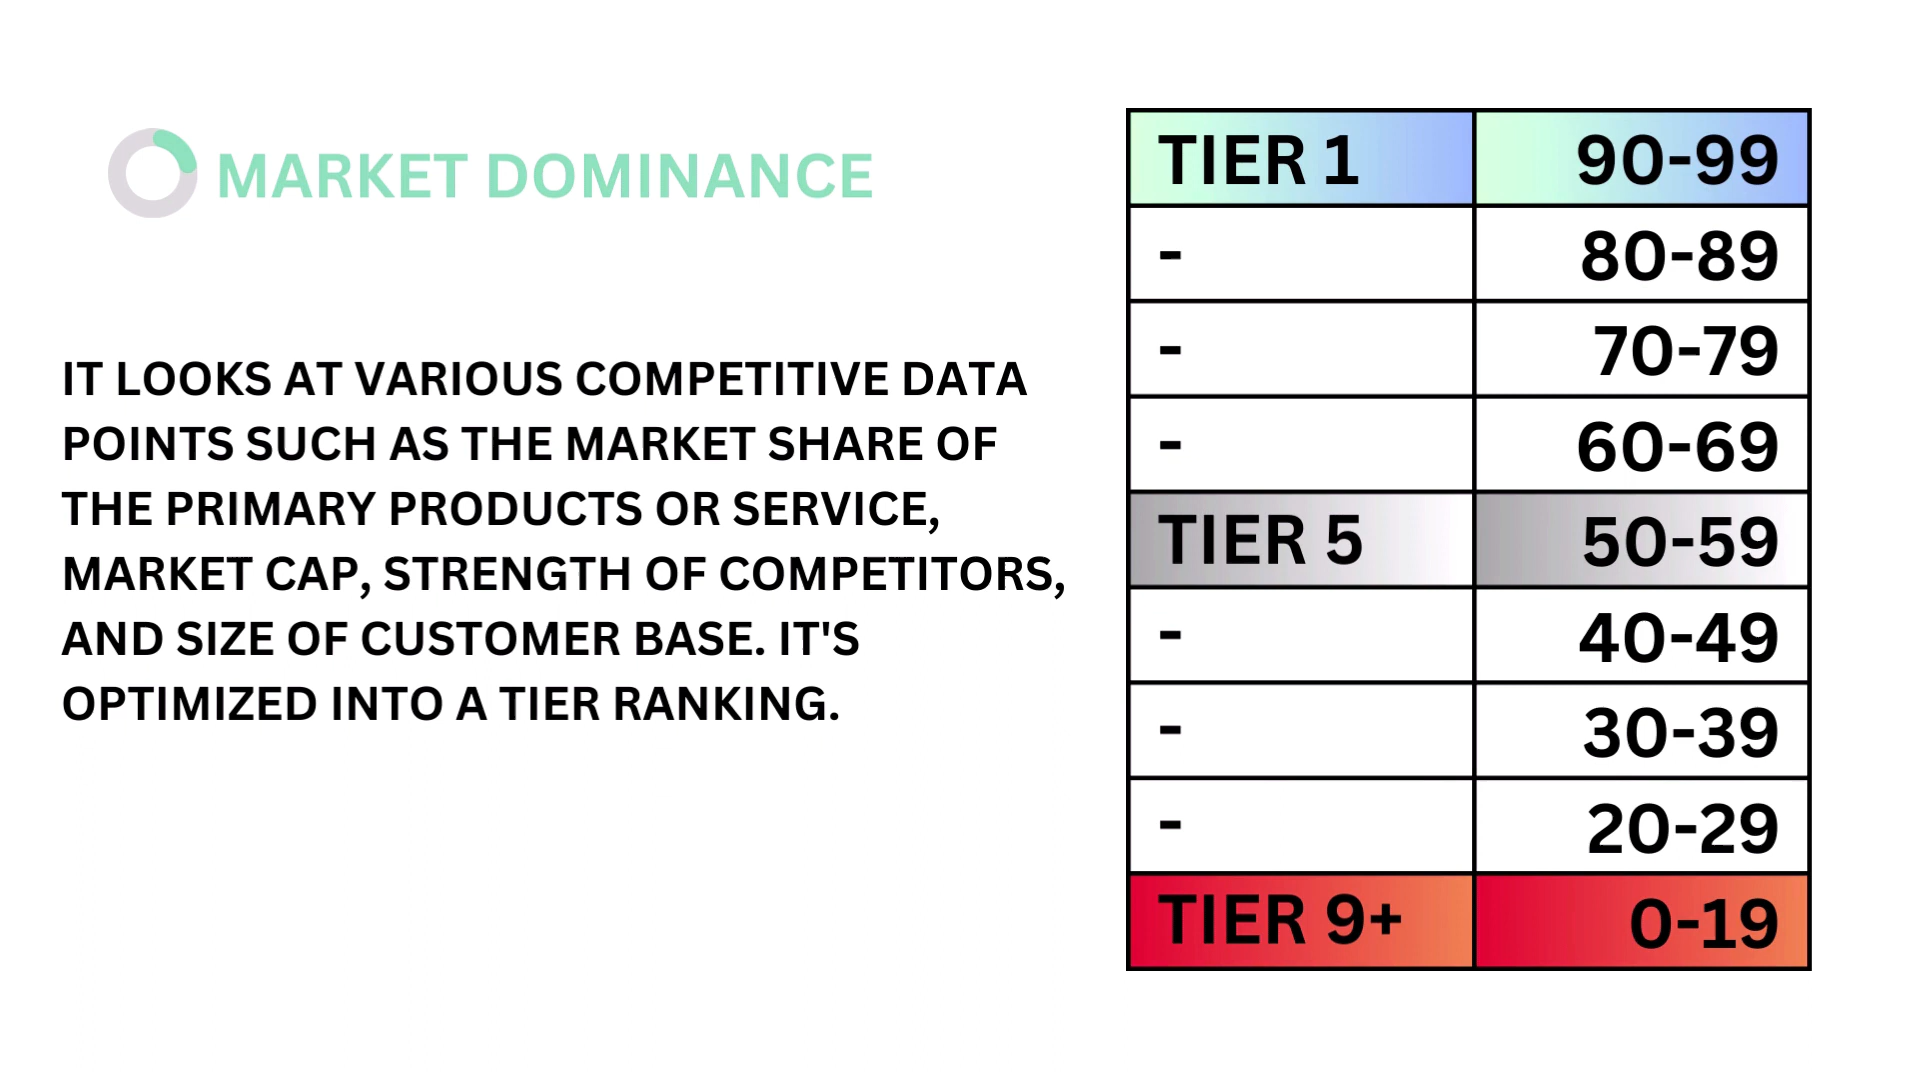 MARKET DOMINANCE
IT LOOKS AT VARIOUS COMPETITIVE DATA
POINTS SUCH AS THE MARKET SHARE OF
THE PRIMARY PRODUCTS OR SERVICE,
MARKET CAP, STRENGTH OF COMPETITORS,
AND SIZE OF CUSTOMER BASE. IT'S
OPTIMIZED INTO A TIER RANKING.
TIER 1 90-99
- 80-89
- 70-79
- 60-69
TIER 5 50-59
- 40-49
- 30-39
- 20-29
TIER 9+ 0-19